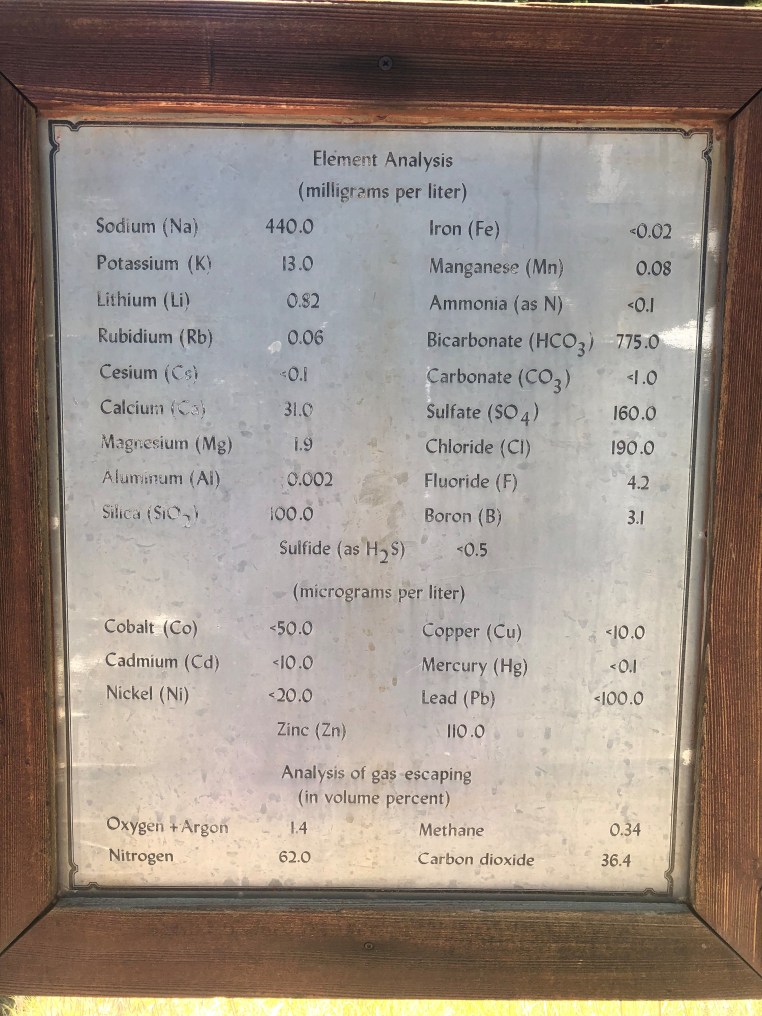 Element Analysis
(milligrams per liter)
Sodium (Na) 440.0 Iron (Fe) <0.02
Potassium (K) 13.0 Manganese (Mn) 0.08
Lithium (Li) 0.82 Ammonia (as N) <0.1
Rubidium (Rb) 0.06 Bicarbonate (HCO₃) 775.0
Cesium (Cs) <0.1 Carbonate (CO₃) <1.0
Calcium (Ca) 31.0 Sulfate (SO₄) 160.0
Magnesium (Mg) 1.9 Chloride (Cl) 190.0
Aluminum (Al) 0.002 Fluoride (F) 4.2
Silica (SiO₂) 100.0 Boron (B) 3.1
Sulfide (as H₂S) <0.5
(micrograms per liter)
Cobalt (Co) <50.0 Copper (Cu) <10.0
Cadmium (Cd) <10.0 Mercury (Hg) <0.1
Nickel (Ni) <20.0 Lead (Pb) <100.0
Zinc (Zn) 110.0
Analysis of gas escaping
(in volume percent)
Oxygen + Argon 1.4 Methane 0.34
Nitrogen 62.0 Carbon dioxide 36.4